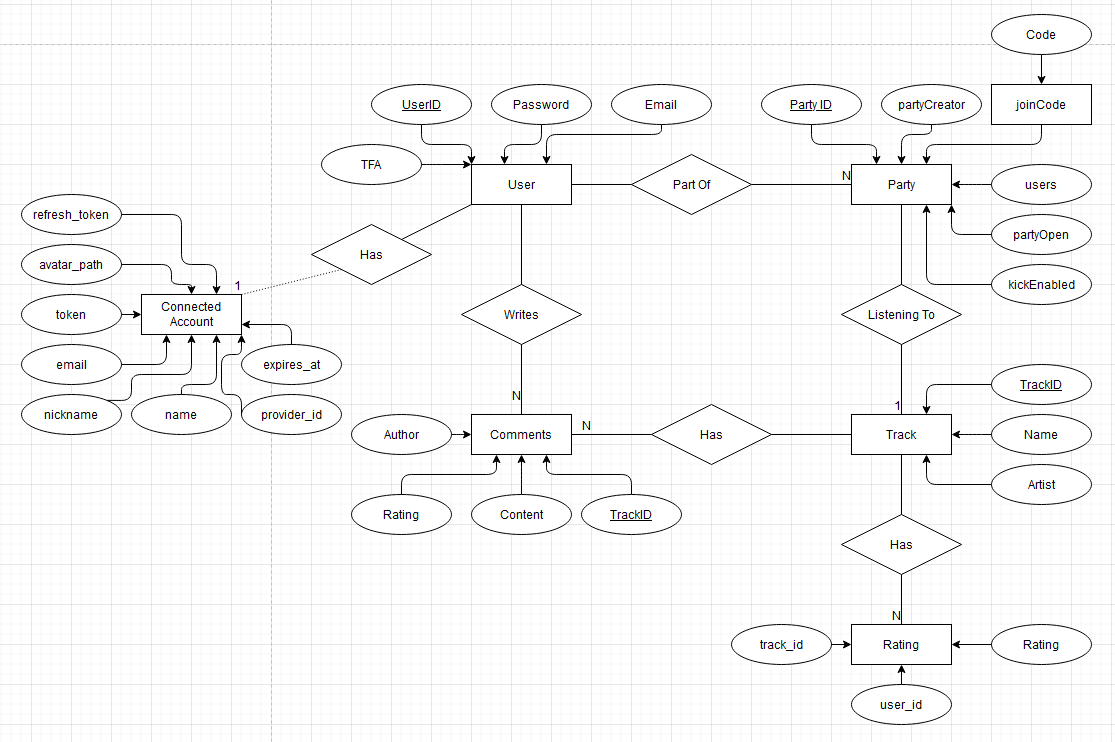 Code
UserID
Password
Email
Party ID
partyCreator
joinCode
TFA
User
Part Of
N
Party
users
refresh_token
partyOpen
Has
avatar_path
kickEnabled
1
Connected
Account
token
Writes
Listening To
email
expires_at
TrackID
N
1
nickname
name
provider_id
Author
Comments
N
Has
Track
Name
Artist
Rating
Content
TrackID
Has
N
track_id
Rating
Rating
user_id